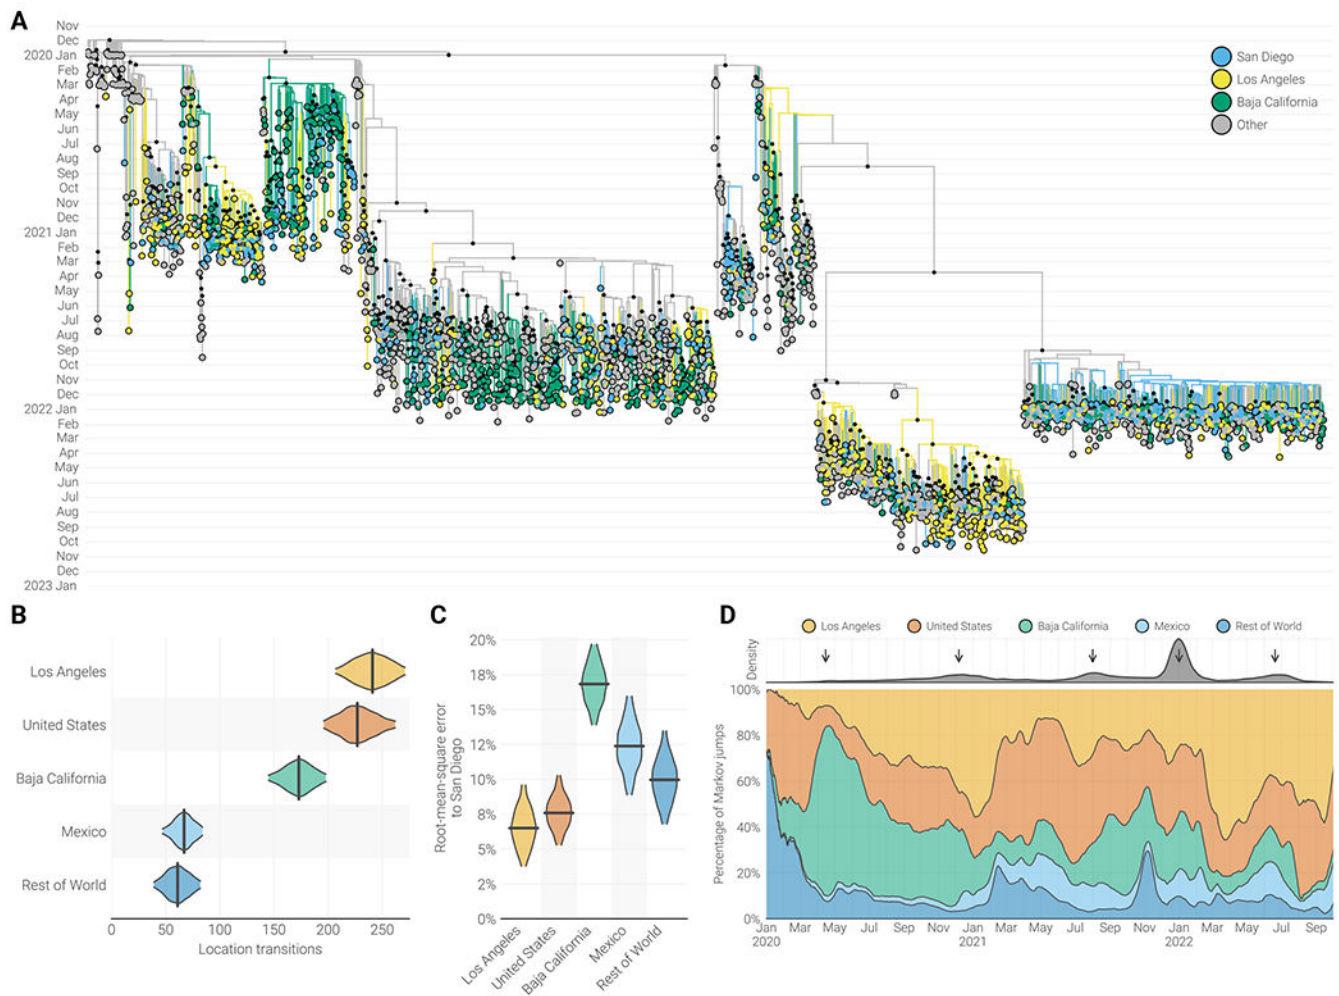 A
Nov
Dec
2020 Jan
Feb
Mar
Apr
May
Jun
Jul
Aug
Sep
Oct
Nov
Dec
2021 Jan
Feb
Mar
Apr
May
Jun
Jul
Aug
Sep
Oct
Nov
Dec
2022 Jan
Feb
Mar
Apr
May
Jun
Jul
Aug
Sep
Oct
Nov
Dec
2023 Jan
San Diego
Los Angeles
Baja California
Other
B
Los Angeles
United States
Baja California
Mexico
Rest of World
0 50 100 150 200 250
Location transitions
C
Root-mean-square error
to San Diego
20%
18%
15%
12%
10%
8%
5%
2%
0%
Los Angeles
United States
Baja California
Mexico
Rest of World
D
Los Angeles United States Baja California Mexico Rest of World
Density
Percentage of Markov jumps
100%
80%
60%
40%
20%
0%
Jan Mar May Jul Sep Nov Jan Mar May Jul Sep Nov Jan Mar May Jul Sep
2020 2021 2022